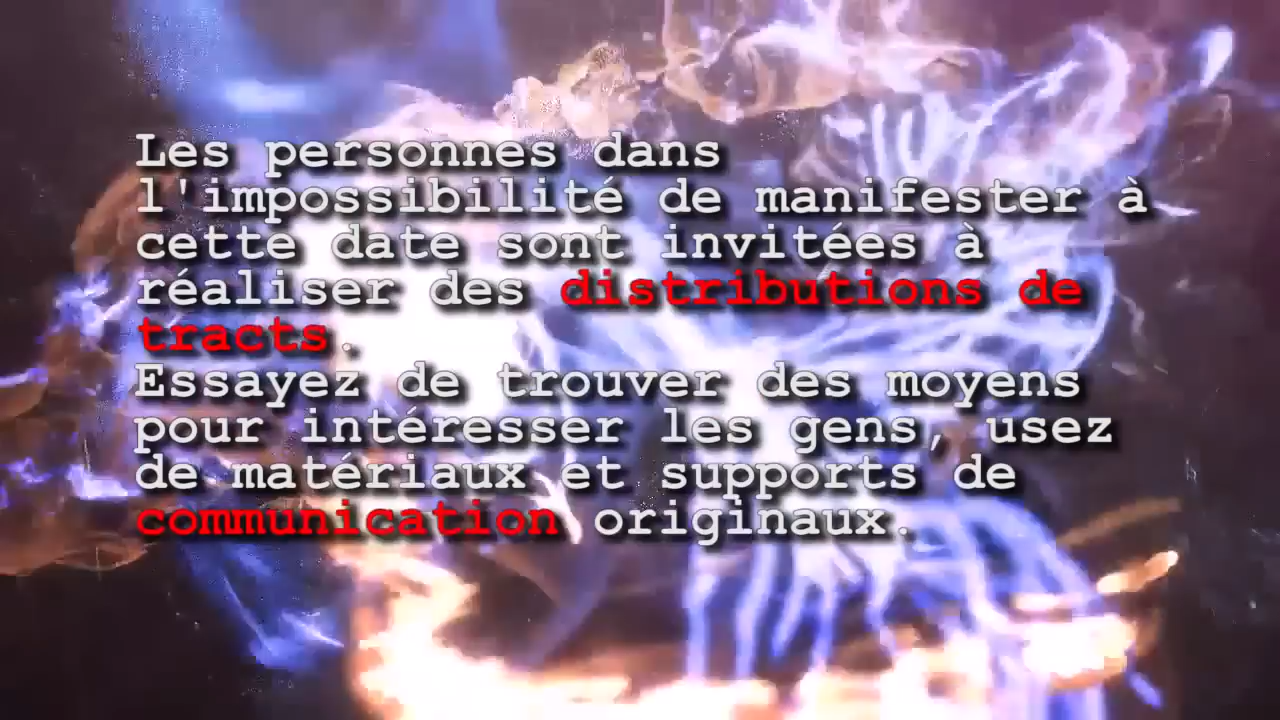 Les personnes dans
l'impossibilité de manifester à
cette date sont invitées à
réaliser des distributions de
tracts.
Essayez de trouver des moyens
pour intéresser les gens, usez
de matériaux et supports de
communication originaux.